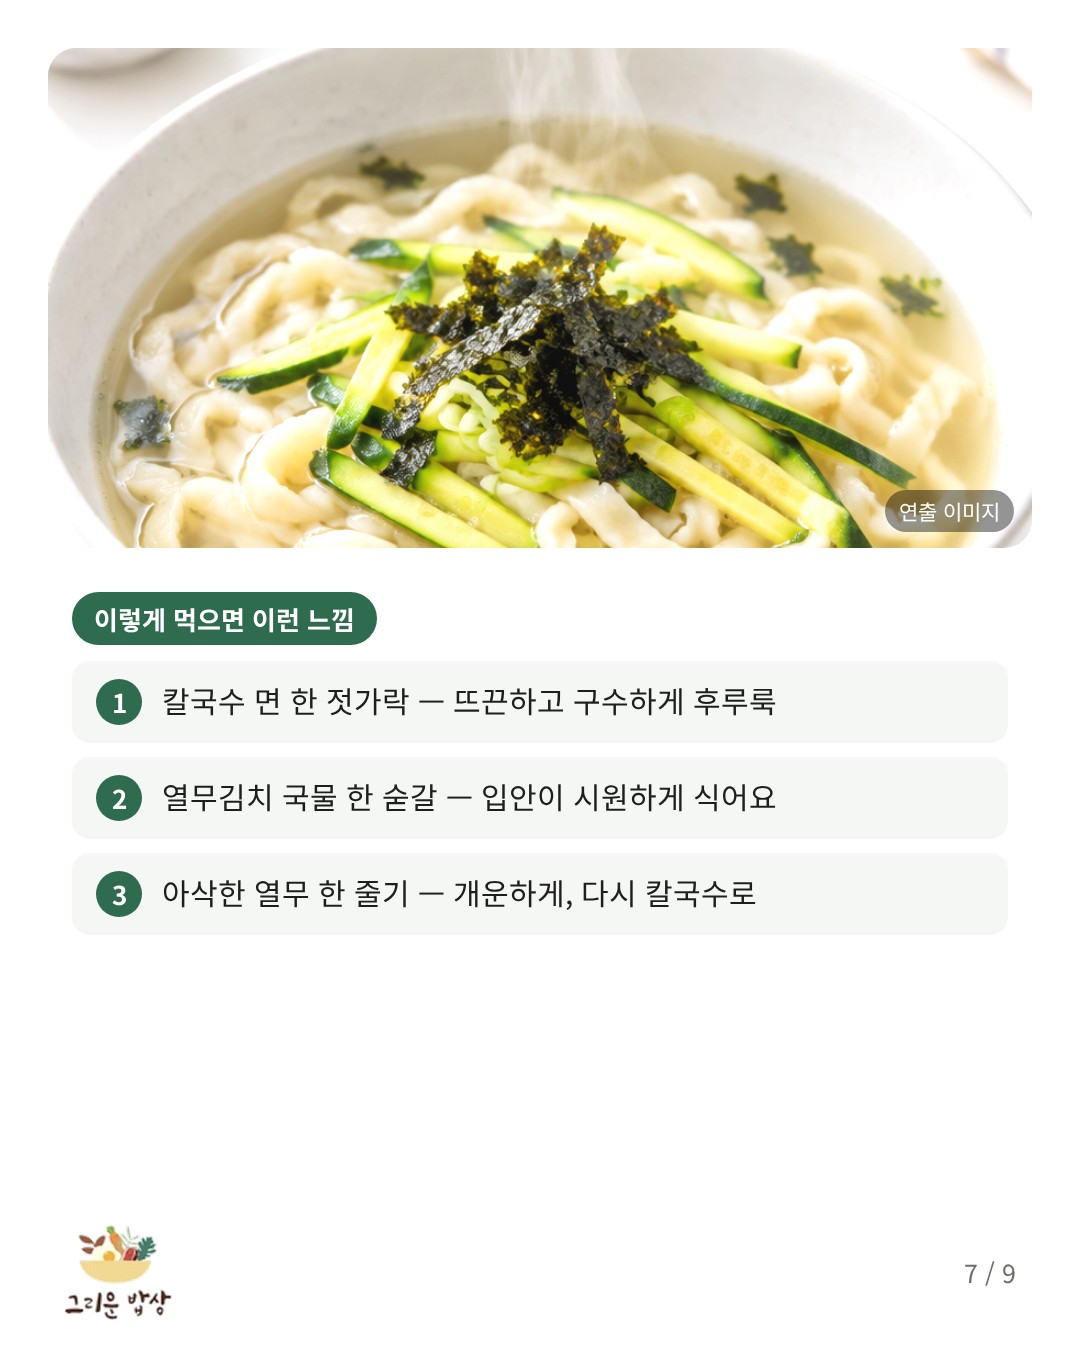 연출 이미지
이렇게 먹으면 이런 느낌
1 칼국수 면 한 젓가락 — 뜨끈하고 구수하게 후루룩
2 열무김치 국물 한 숟갈 — 입안이 시원하게 식어요
3 아삭한 열무 한 줄기 — 개운하게, 다시 칼국수로
그리운 밥상
7 / 9